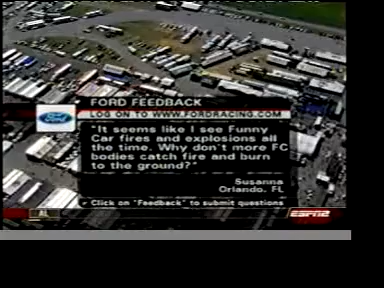 FORD FEEDBACK
LOG ON TO WWW.FORDRACING.COM
Ford
"It seems like I see Funny
Car fires and explosions all
the time. Why don't more FC
bodies catch fire and burn
to the ground?"
Susanna
Orlando, FL
Click on "Feedback" to submit questions
ESPN2